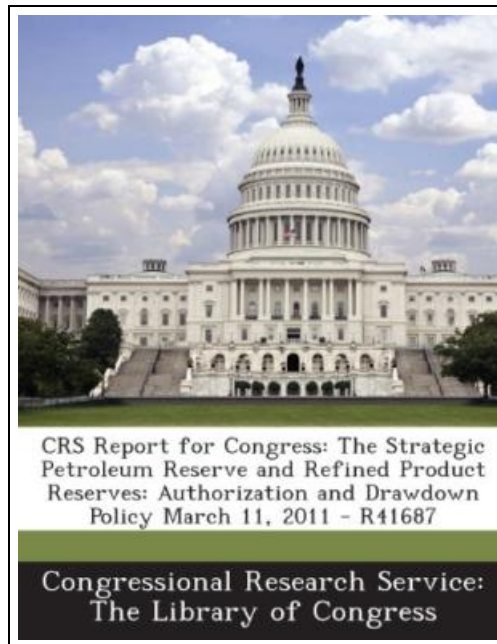 CRS Report for Congress: The Strategic
Petroleum Reserve and Refined Product
Reserves: Authorization and Drawdown
Policy March 11, 2011 - R41687
Congressional Research Service:
The Library of Congress